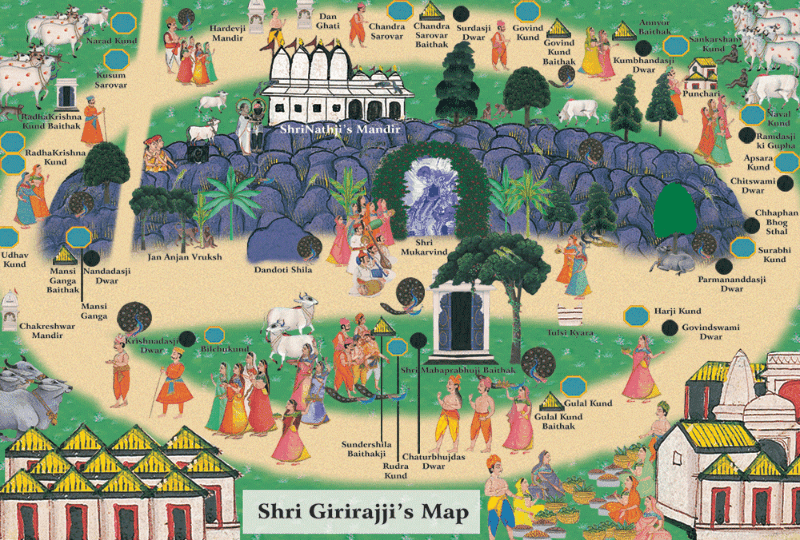 Narad Kund
Kusum
Sarovar
Hardevji
Mandir
Dan
Ghati
Chandra
Sarovar
Chandra
Sarovar
Baithak
Surdasji
Dwar
Govind
Kund
Govind
Kund
Baithak
Anniyor
Baithak
Kumbhandasji
Dwar
Sankarshan
Kund
Punchari
Naval
Kund
Ramdasji
ki Gupha
Apsara
Kund
Chitswami
Dwar
Chhaphan
Bhog
Sthal
Surabhi
Kund
Parmananddasji
Dwar
RadhaKrishna
Kund Baithak
RadhaKrishna
Kund
ShriNathji's Mandir
Udhav
Kund
Mansi
Ganga
Baithak
Nandadasji
Dwar
Mansi
Ganga
Jan Anjan Vruksh
Dandoti Shila
Shri
Mukarvind
Chakreshwar
Mandir
Krishnadasji
Dwar
Bilchukund
Tulsi Kyara
Harji Kund
Govindswami
Dwar
Shri Mahaprabhuji Baithak
Gulal Kund
Gulal Kund
Baithak
Sundershila
Baithakji
Rudra
Kund
Chaturbhujdas
Dwar
Shri Girirajji's Map